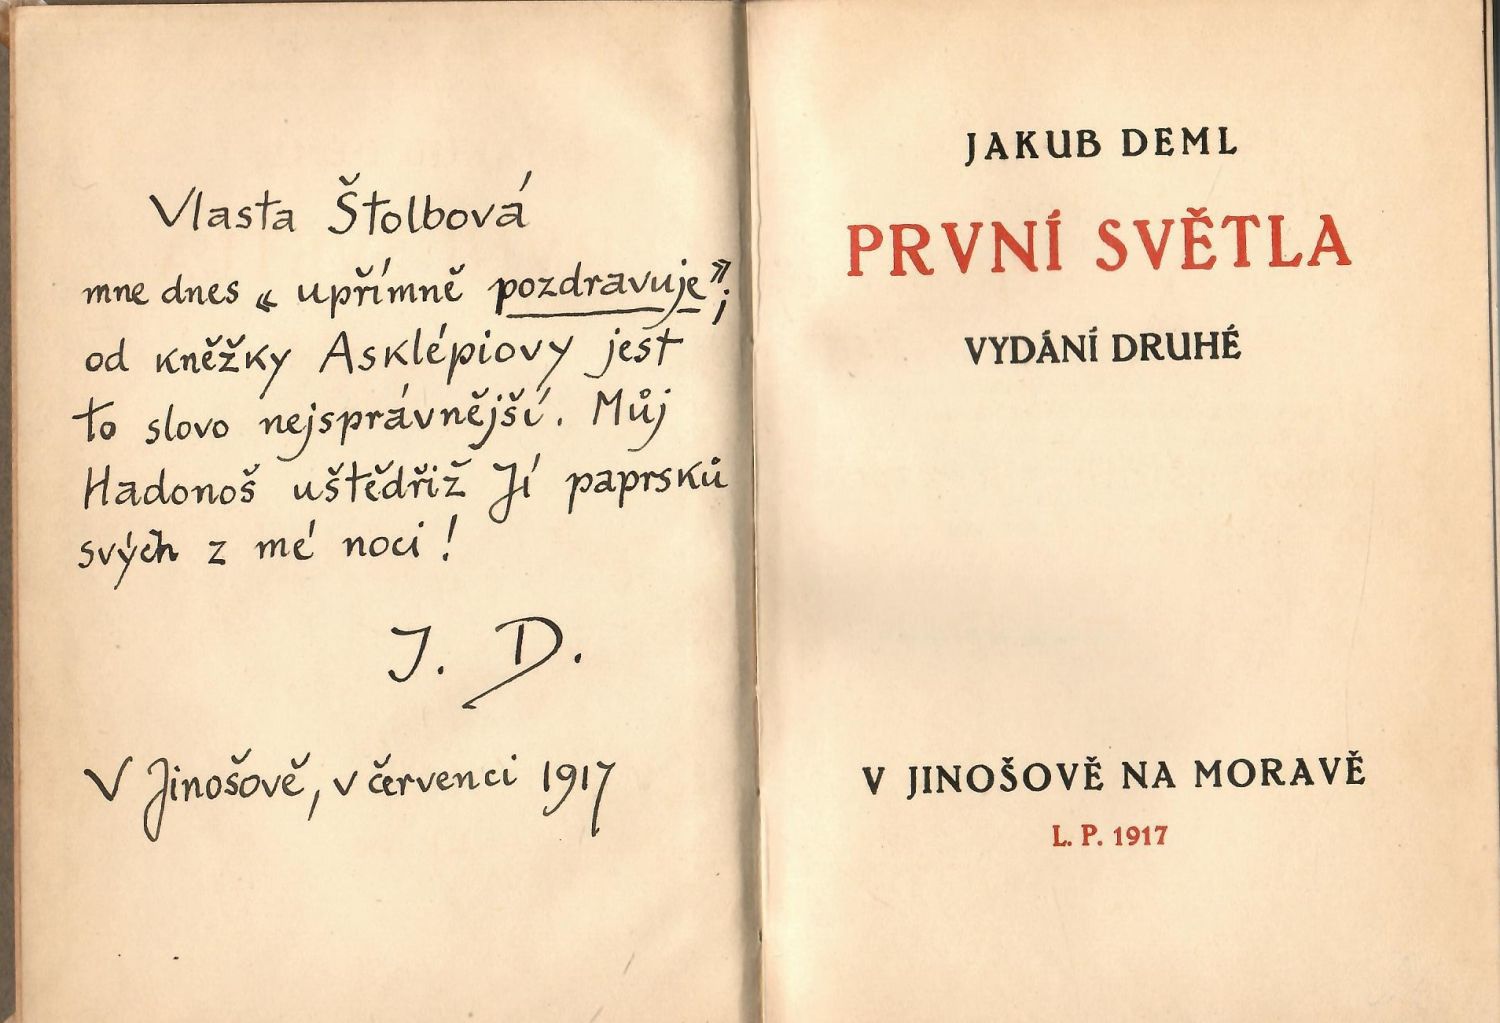 Vlasta Štolbová
mne dnes « upřímně pozdravuje»;
od kněžky Asklépiovy jest
to slovo nejsprávnější. Můj
Hadonoš uštědřiž Jí paprsků
svých z mé noci!
J. D.
V Jinošově, v červenci 1917
JAKUB DEML
PRVNÍ SVĚTLA
VYDÁNÍ DRUHÉ
V JINOŠOVĚ NA MORAVĚ
L. P. 1917